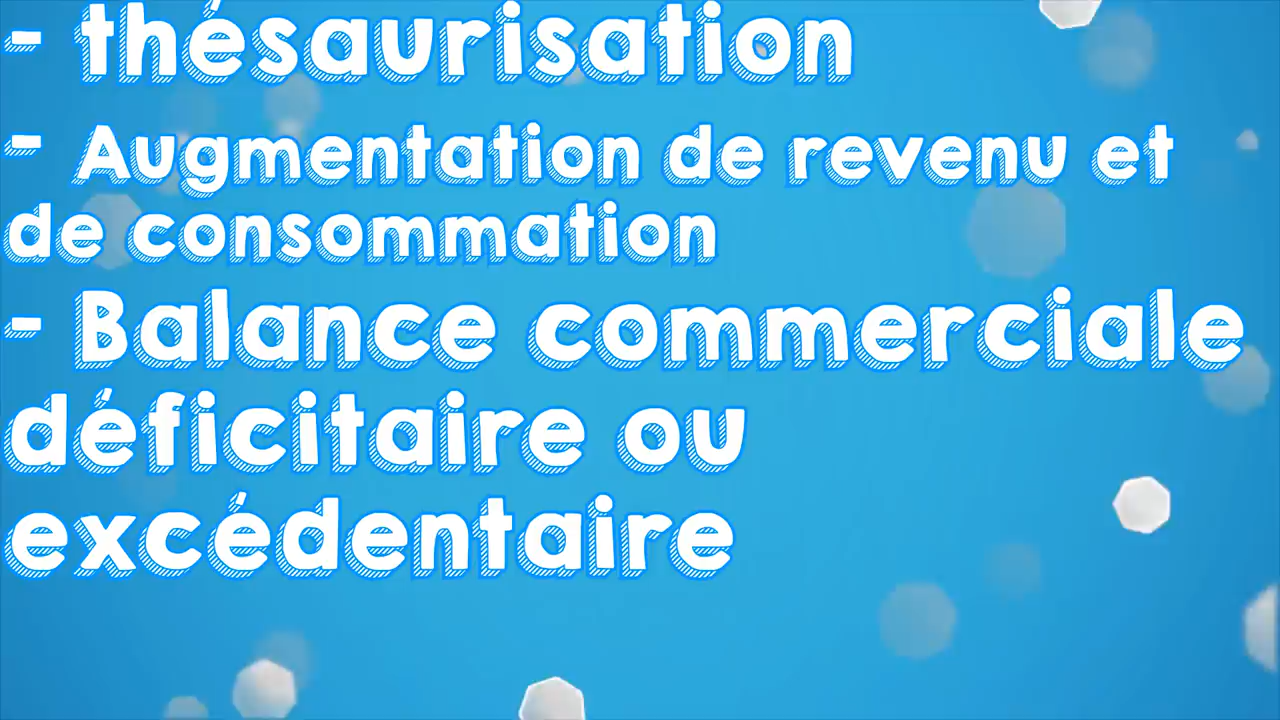 - thésaurisation
- Augmentation de revenu et
de consommation
- Balance commerciale
déficitaire ou
excédentaire